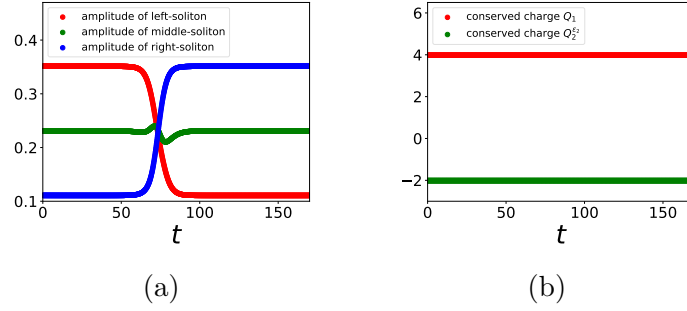 amplitude of left-soliton
amplitude of middle-soliton
amplitude of right-soliton
0.4
0.3
0.2
0.1
0
50
100
150
t
(a)
conserved charge Q₁
conserved charge Q₂^{ε₂}
6
4
2
0
−2
0
50
100
150
t
(b)